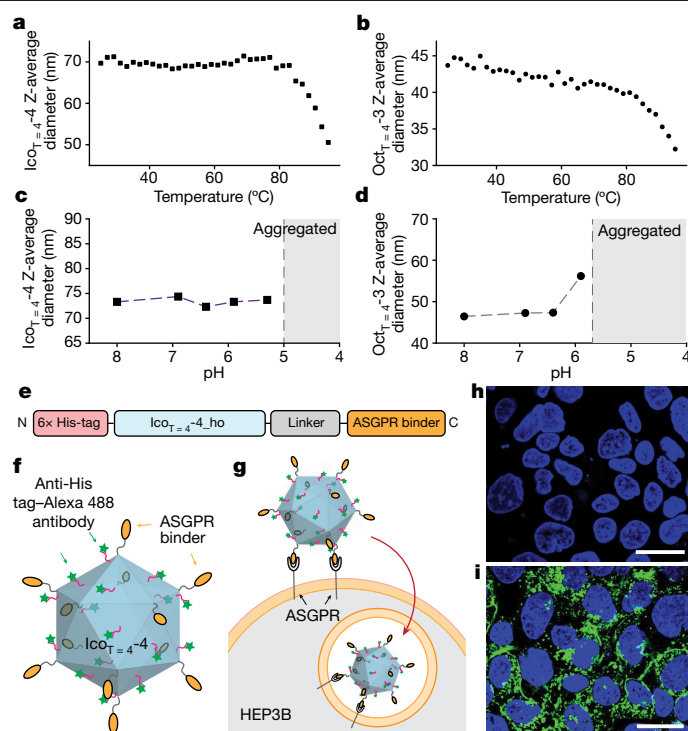 a
Ico_T = 4-4 Z-average
diameter (nm)
70
60
50
40 60 80
Temperature (ºC)
b
Oct_T = 4-3 Z-average
diameter (nm)
45
40
35
30
40 60 80
Temperature (ºC)
c
Ico_T = 4-4 Z-average
diameter (nm)
90
85
80
75
70
65
60
Aggregated
8 7 6 5 4
pH
d
Oct_T = 4-3 Z-average
diameter (nm)
70
60
50
40
Aggregated
8 7 6 5 4
pH
e
N 6× His-tag Ico_T = 4-4_ho Linker ASGPR binder C
f
Anti-His
tag–Alexa 488
antibody
ASGPR
binder
Ico_T = 4-4
g
ASGPR
HEP3B
h
i